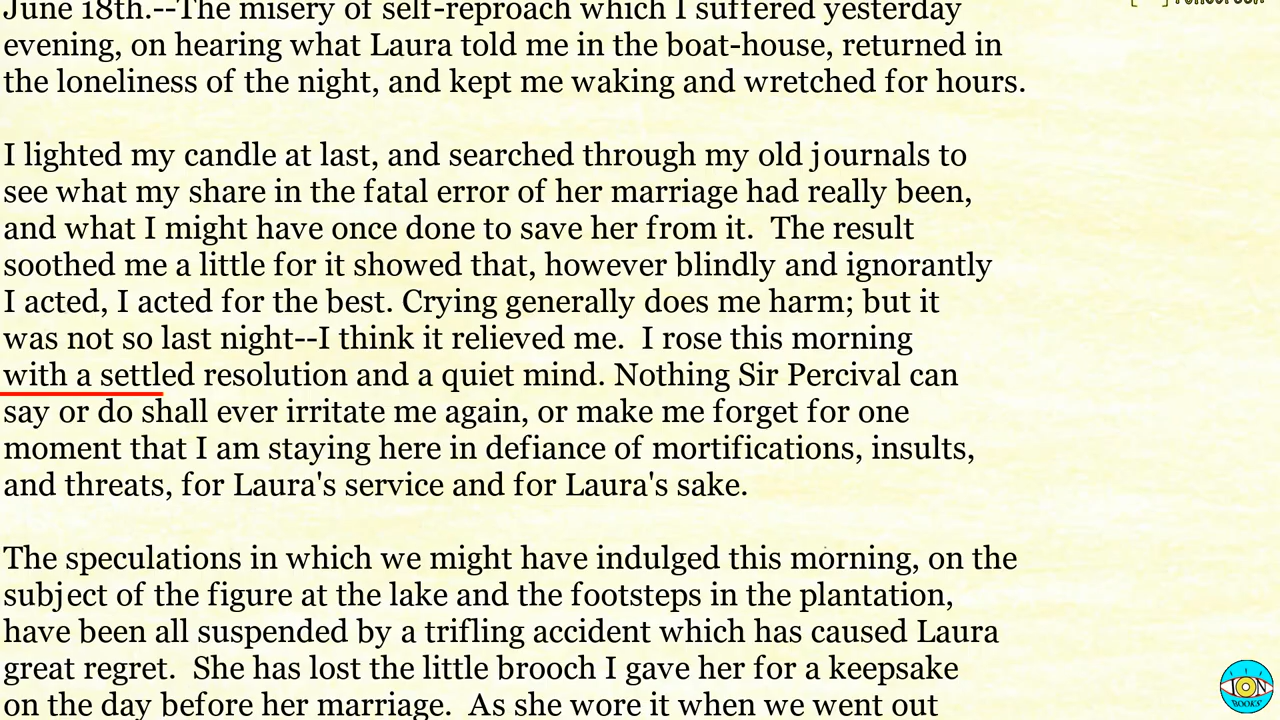 June 18th.--The misery of self-reproach which I suffered yesterday
evening, on hearing what Laura told me in the boat-house, returned in
the loneliness of the night, and kept me waking and wretched for hours.
I lighted my candle at last, and searched through my old journals to
see what my share in the fatal error of her marriage had really been,
and what I might have once done to save her from it.  The result
soothed me a little for it showed that, however blindly and ignorantly
I acted, I acted for the best. Crying generally does me harm; but it
was not so last night--I think it relieved me.  I rose this morning
with a settled resolution and a quiet mind. Nothing Sir Percival can
say or do shall ever irritate me again, or make me forget for one
moment that I am staying here in defiance of mortifications, insults,
and threats, for Laura's service and for Laura's sake.
The speculations in which we might have indulged this morning, on the
subject of the figure at the lake and the footsteps in the plantation,
have been all suspended by a trifling accident which has caused Laura
great regret.  She has lost the little brooch I gave her for a keepsake
on the day before her marriage.  As she wore it when we went out
ION
BOOKS